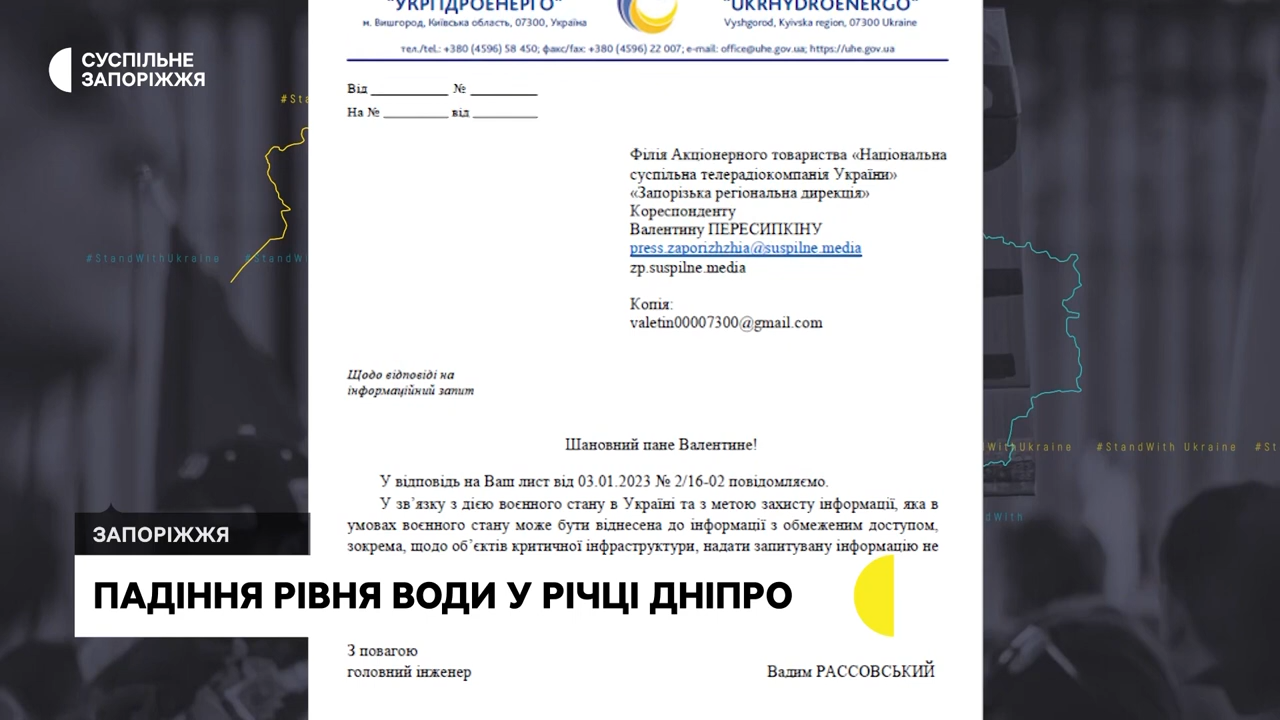 "УКРГІДРОЕНЕРГО"
"UKRHYDROENERGO"
м. Вишгород, Київська область, 07300, Україна
Vyshgorod, Kyivska region, 07300 Ukraine
тел./tel.: +380 (4596) 58 450; факс/fax: +380 (4596) 22 007; e-mail: office@uhe.gov.ua; https://uhe.gov.ua
СУСПІЛЬНЕ
ЗАПОРІЖЖЯ
Від ___________ № __________
#Sta
На № __________ від __________
Філія Акціонерного товариства «Національна
суспільна телерадіокомпанія України»
«Запорізька регіональна дирекція»
Кореспонденту
Валентину ПЕРЕСИПКІНУ
press.zaporizhzhia@suspilne.media
zp.suspilne.media
#StandWithUkraine #StandWithU
Копія:
valetin00007300@gmail.com
Щодо відповіді на
інформаційний запит
Шановний пане Валентине!
WithUkraine #StandWith Ukraine #St
У відповідь на Ваш лист від 03.01.2023 № 2/16-02 повідомляємо.
У зв’язку з дією воєнного стану в Україні та з метою захисту інформації, яка в
умовах воєнного стану може бути віднесена до інформації з обмеженим доступом,
зокрема, щодо об’єктів критичної інфраструктури, надати запитувану інформацію не
dWith
ЗАПОРІЖЖЯ
ПАДІННЯ РІВНЯ ВОДИ У РІЧЦІ ДНІПРО
З повагою
головний інженер Вадим РАССОВСЬКИЙ